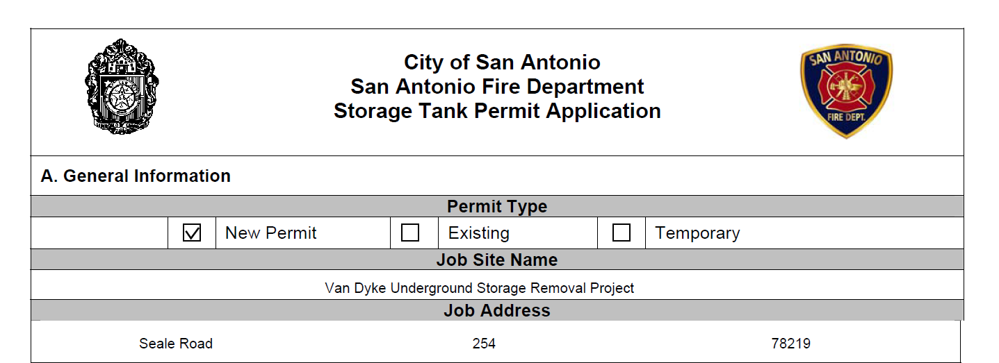 City of San Antonio
San Antonio Fire Department
Storage Tank Permit Application
SAN ANTONIO
FIRE DEPT.
A. General Information
Permit Type
New Permit Existing Temporary
Job Site Name
Van Dyke Underground Storage Removal Project
Job Address
Seale Road 254 78219